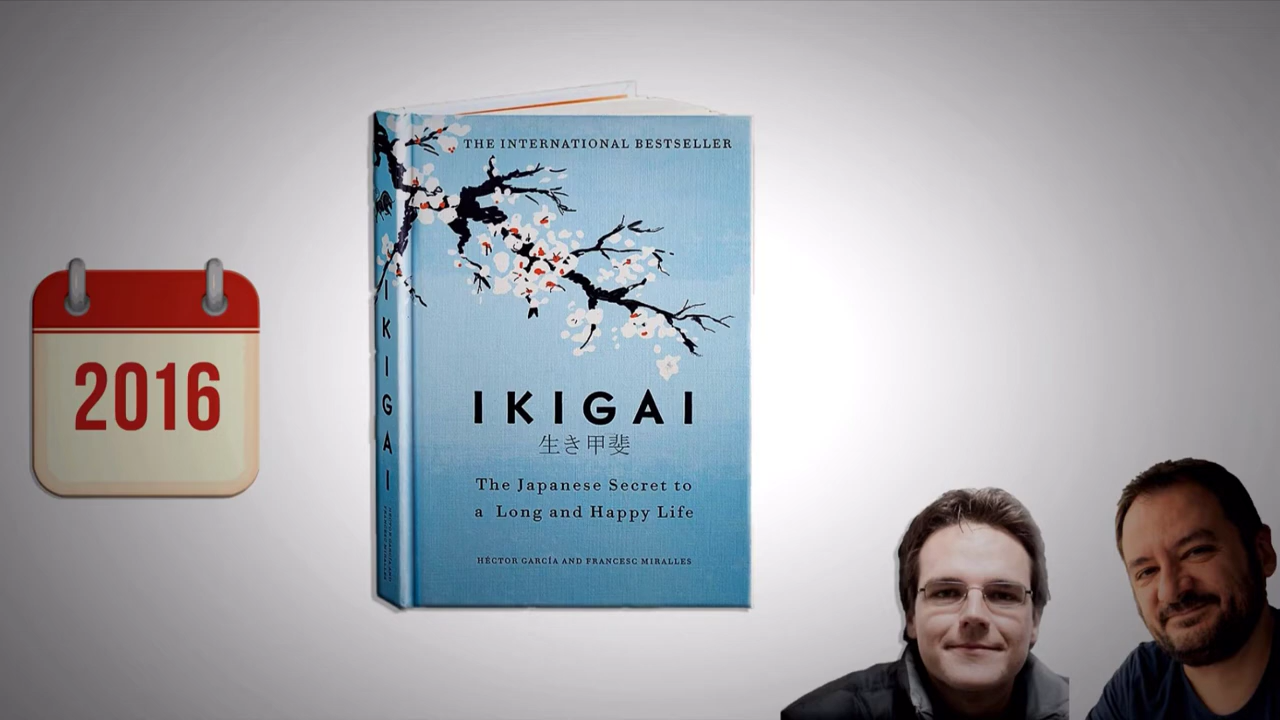 2016
THE INTERNATIONAL BESTSELLER
IKIGAI
IKIGAI
生き甲斐
The Japanese Secret to
a Long and Happy Life
HÉCTOR GARCÍA AND FRANCESC MIRALLES